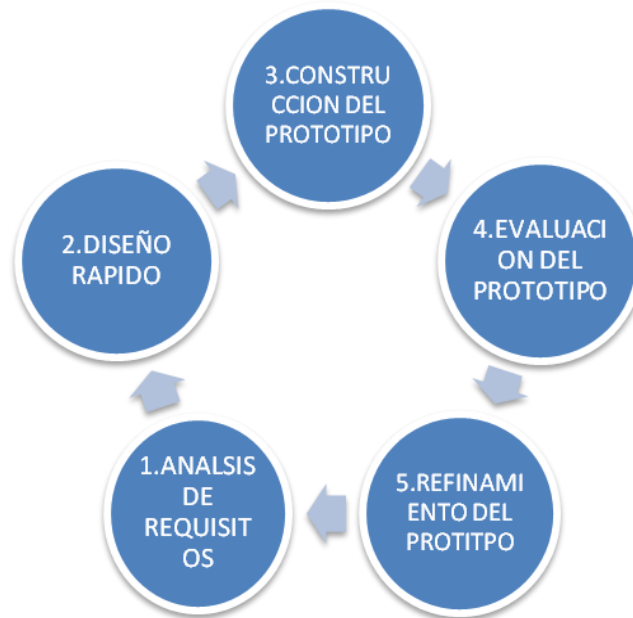 1.ANALSIS
DE
REQUISIT
OS
2.DISEÑO
RAPIDO
3.CONSTRU
CCION DEL
PROTOTIPO
4.EVALUACI
ON DEL
PROTOTIPO
5.REFINAMI
ENTO DEL
PROTITPO